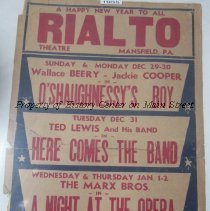 1935
A HAPPY NEW YEAR TO ALL
RIALTO
THEATRE MANSFIELD, PA.
SUNDAY & MONDAY DEC. 29-30
Wallace BEERY - Jackie COOPER
IN
O'SHAUGHNESSY'S BOY
Property of History Center on Main Street
TUESDAY DEC. 31
TED LEWIS And His BAND
IN
HERE COMES THE BAND
WEDNESDAY & THURSDAY JAN. 1-2
THE MARX BROS.
IN
A NIGHT AT THE OPERA